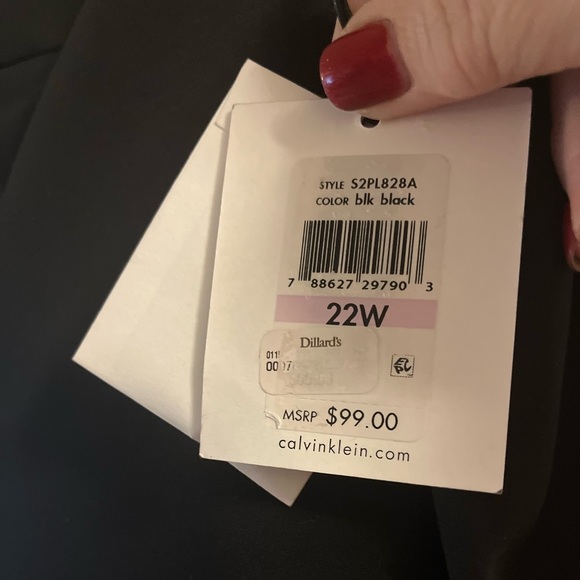 STYLE S2PL828A
COLOR blk black
7 88627 29790 3
22W
Dillard's
MSRP $99.00
calvinklein.com